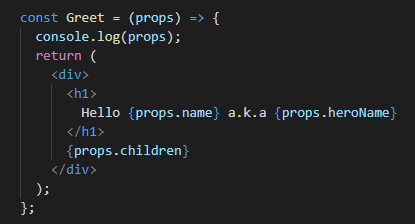 const Greet = (props) => {
  console.log(props);
  return (
    <div>
      <h1>
        Hello {props.name} a.k.a {props.heroName}
      </h1>
      {props.children}
    </div>
  );
};